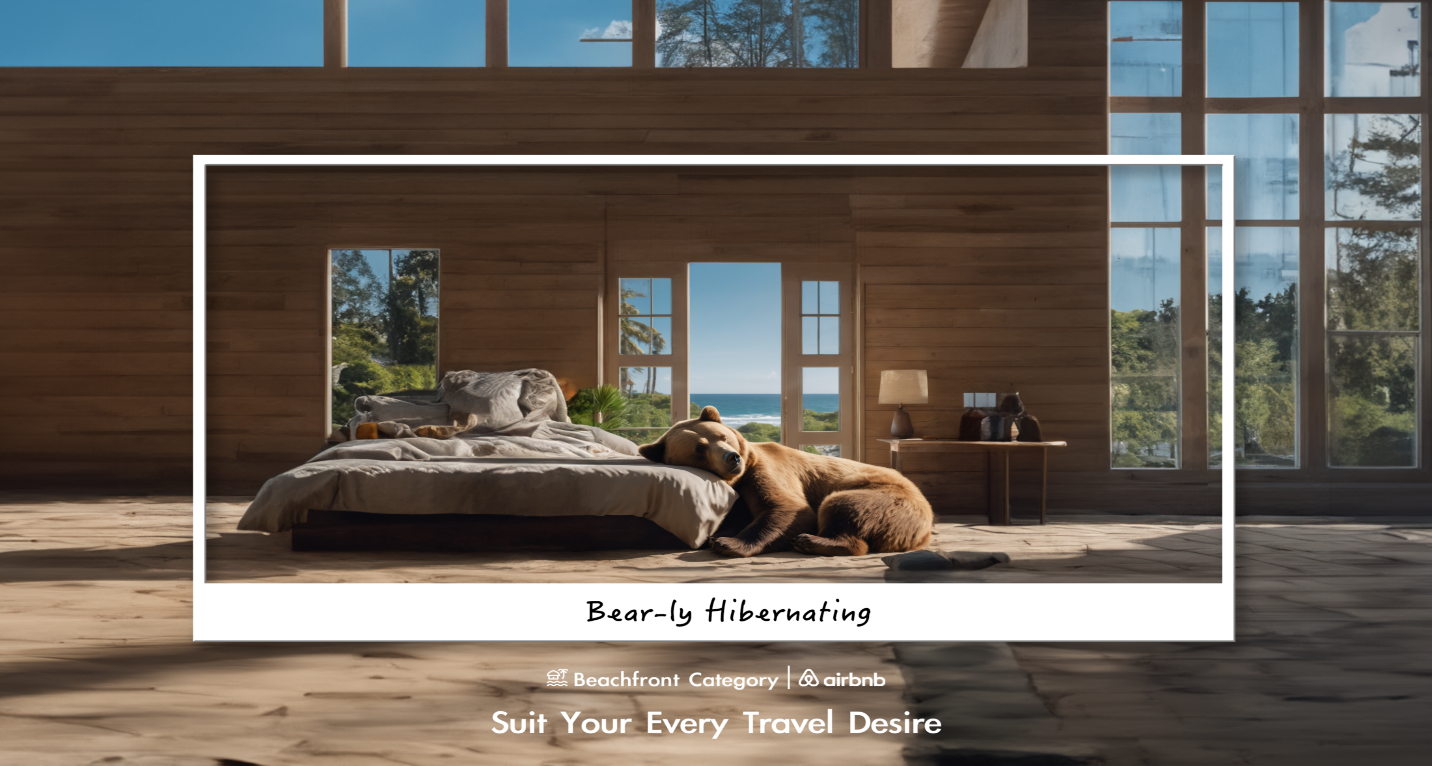 Bear-ly Hibernating
Beachfront Category | airbnb
Suit Your Every Travel Desire